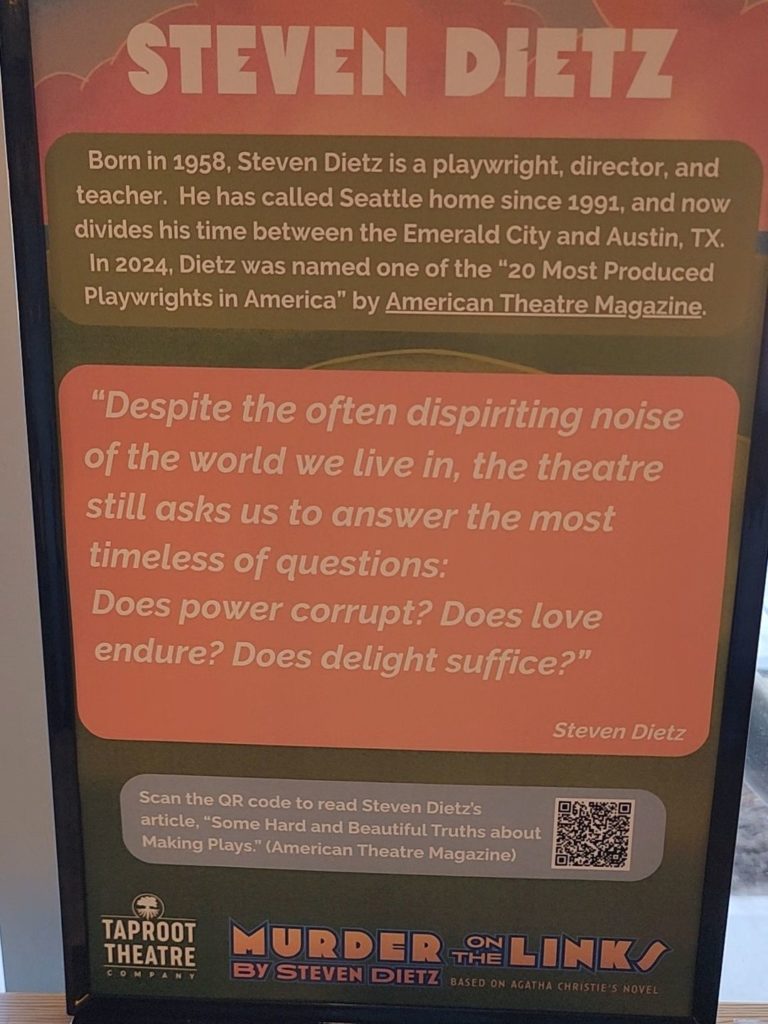 STEVEN DIETZ
Born in 1958, Steven Dietz is a playwright, director, and
teacher. He has called Seattle home since 1991, and now
divides his time between the Emerald City and Austin, TX.
In 2024, Dietz was named one of the “20 Most Produced
Playwrights in America” by American Theatre Magazine.
“Despite the often dispiriting noise
of the world we live in, the theatre
still asks us to answer the most
timeless of questions:
Does power corrupt? Does love
endure? Does delight suffice?”
Steven Dietz
Scan the QR code to read Steven Dietz's
article, “Some Hard and Beautiful Truths about
Making Plays.” (American Theatre Magazine)
TAPROOT
THEATRE
COMPANY
MURDER ON THE LINKS
BY STEVEN DIETZ
BASED ON AGATHA CHRISTIE'S NOVEL